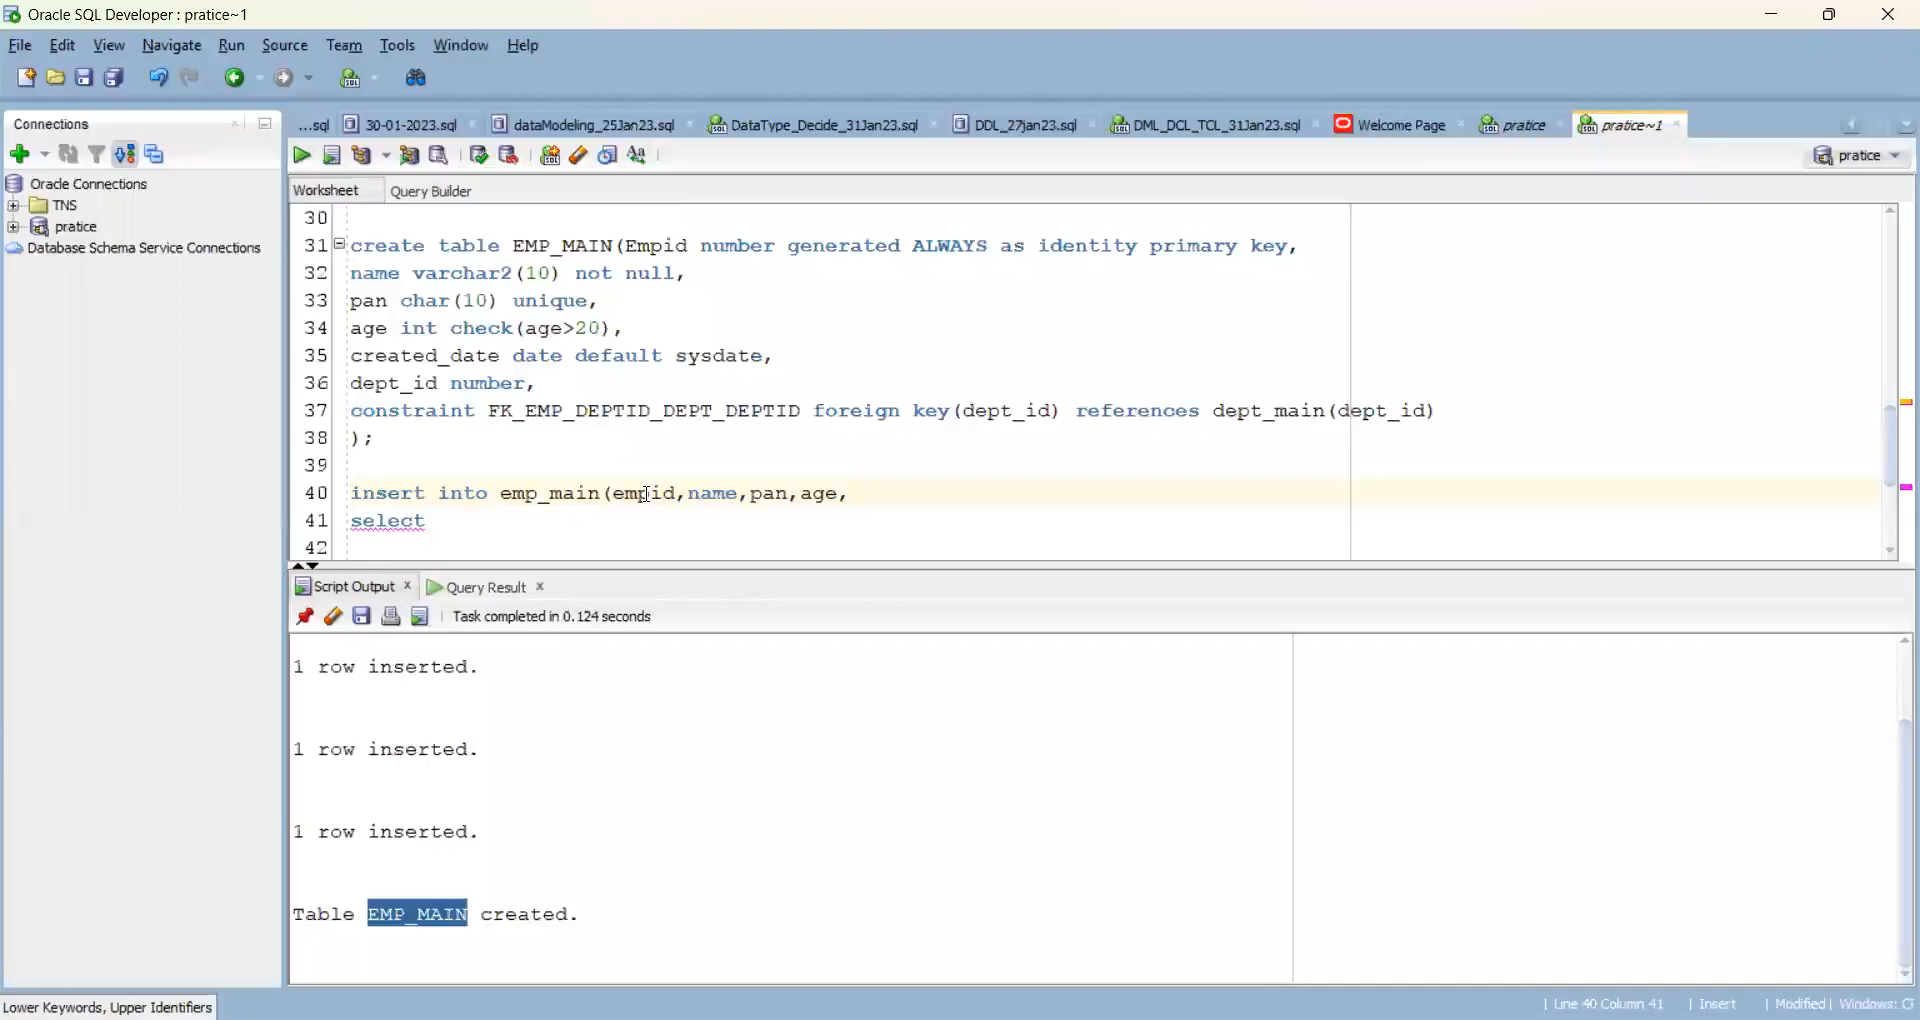 Oracle SQL Developer : pratice~1
File Edit View Navigate Run Source Team Tools Window Help
Connections
Oracle Connections
TNS
pratice
Database Schema Service Connections
...sql 30-01-2023.sql dataModeling_25Jan23.sql DataType_Decide_31Jan23.sql DDL_27jan23.sql DML_DCL_TCL_31Jan23.sql Welcome Page pratice pratice~1
pratice
Worksheet Query Builder
30
31 create table EMP_MAIN(Empid number generated ALWAYS as identity primary key,
32 name varchar2(10) not null,
33 pan char(10) unique,
34 age int check(age>20),
35 created_date date default sysdate,
36 dept_id number,
37 constraint FK_EMP_DEPTID_DEPT_DEPTID foreign key(dept_id) references dept_main(dept_id)
38 );
39
40 insert into emp_main(empid,name,pan,age,
41 select
42
Script Output Query Result
Task completed in 0.124 seconds
1 row inserted.
1 row inserted.
1 row inserted.
Table EMP_MAIN created.
Lower Keywords, Upper Identifiers
Line 40 Column 41 | Insert | Modified | Windows: